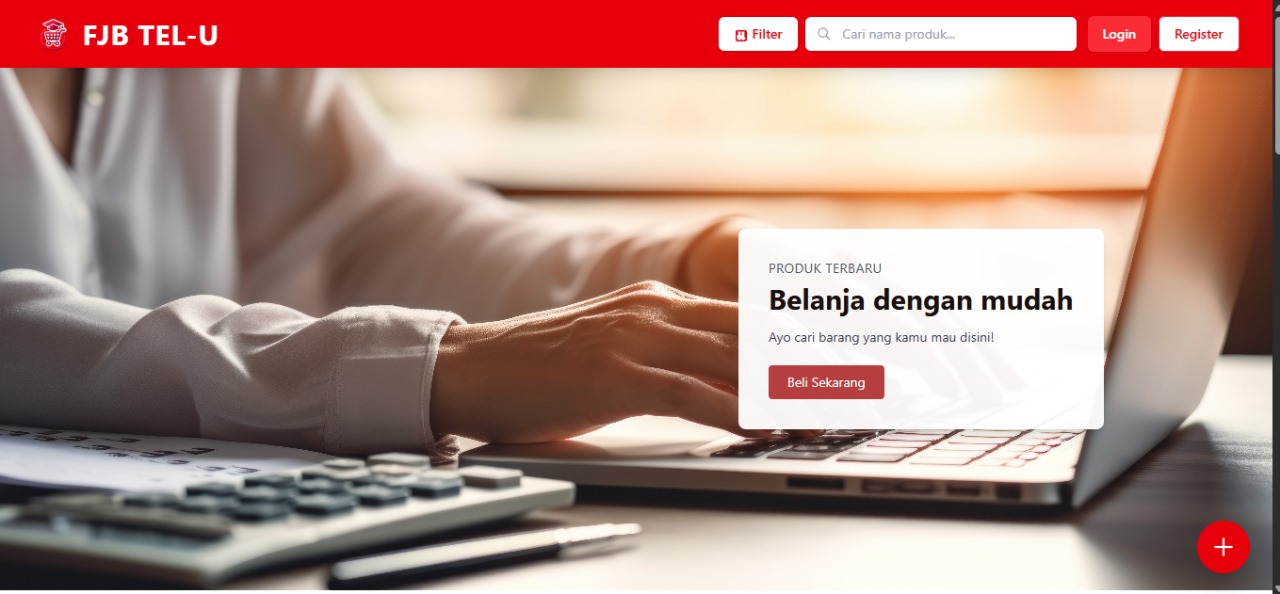 FJB TEL-U
Filter
Cari nama produk...
Login
Register
PRODUK TERBARU
Belanja dengan mudah
Ayo cari barang yang kamu mau disini!
Beli Sekarang